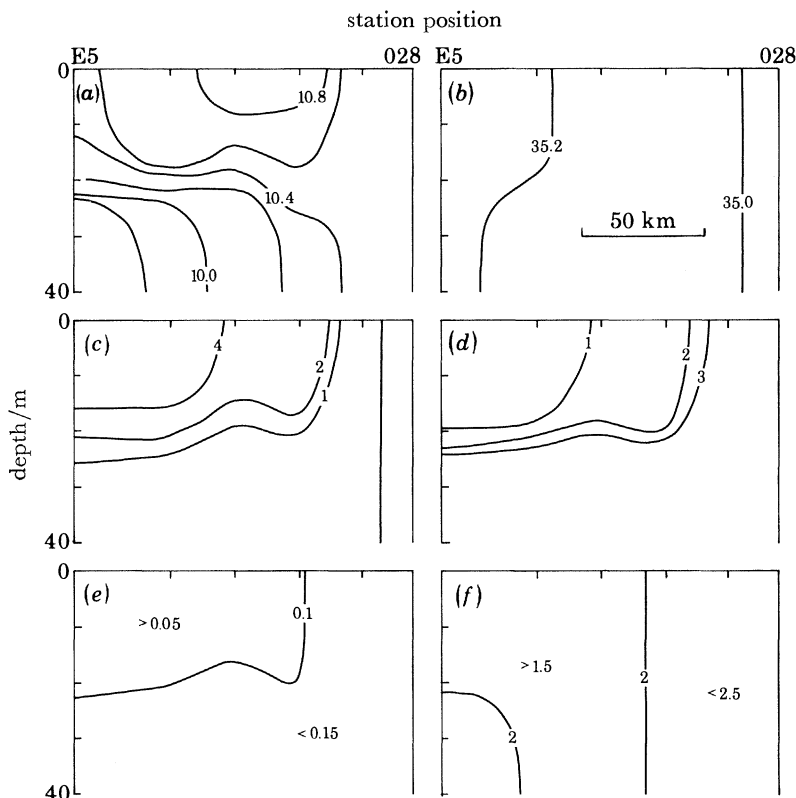 station position
E5 028 E5 028
0
(a) 10.8 (b)
35.2
10.4 35.0
50 km
10.0
40
0
(c) 4 (d) 1
2 2
1 3
depth/m
40
0
(e) 0.1 (f)
> 0.05
> 1.5 2 < 2.5
< 0.15 2
40